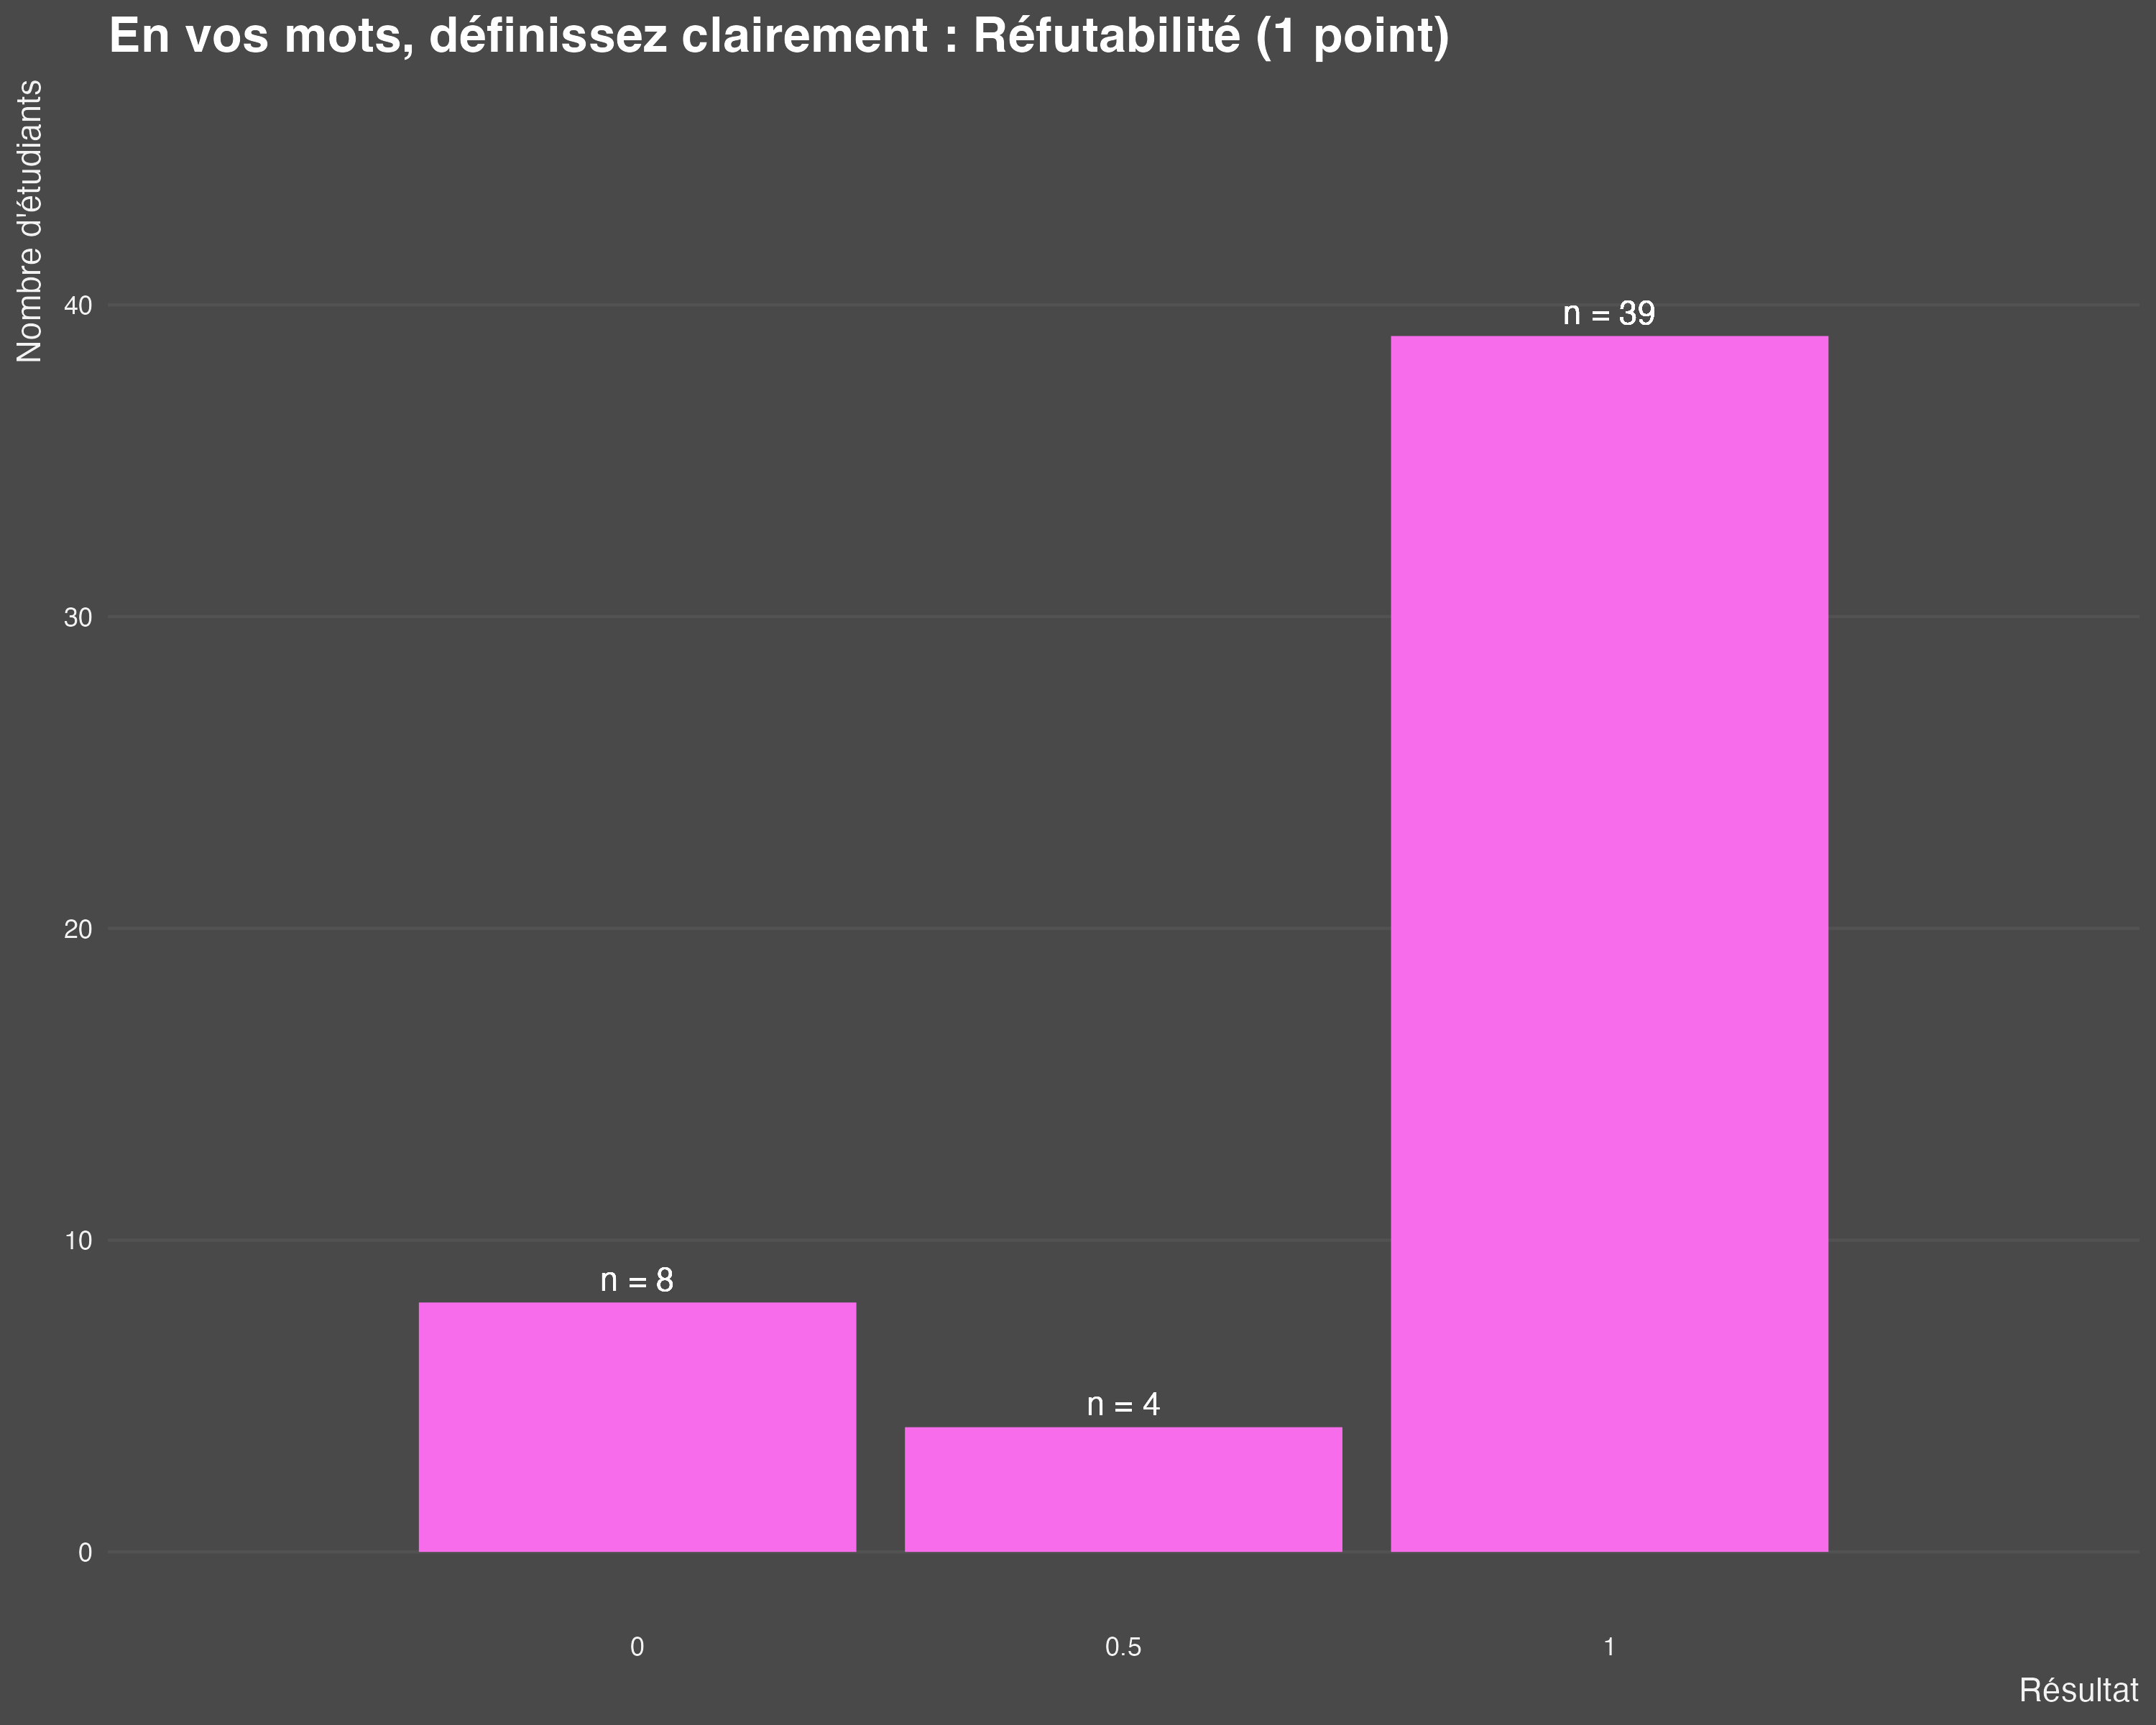 En vos mots, définissez clairement : Réfutabilité (1 point)
Nombre d'étudiants
40
30
20
10
0
n = 39
n = 8
n = 4
0
0.5
1
Résultat